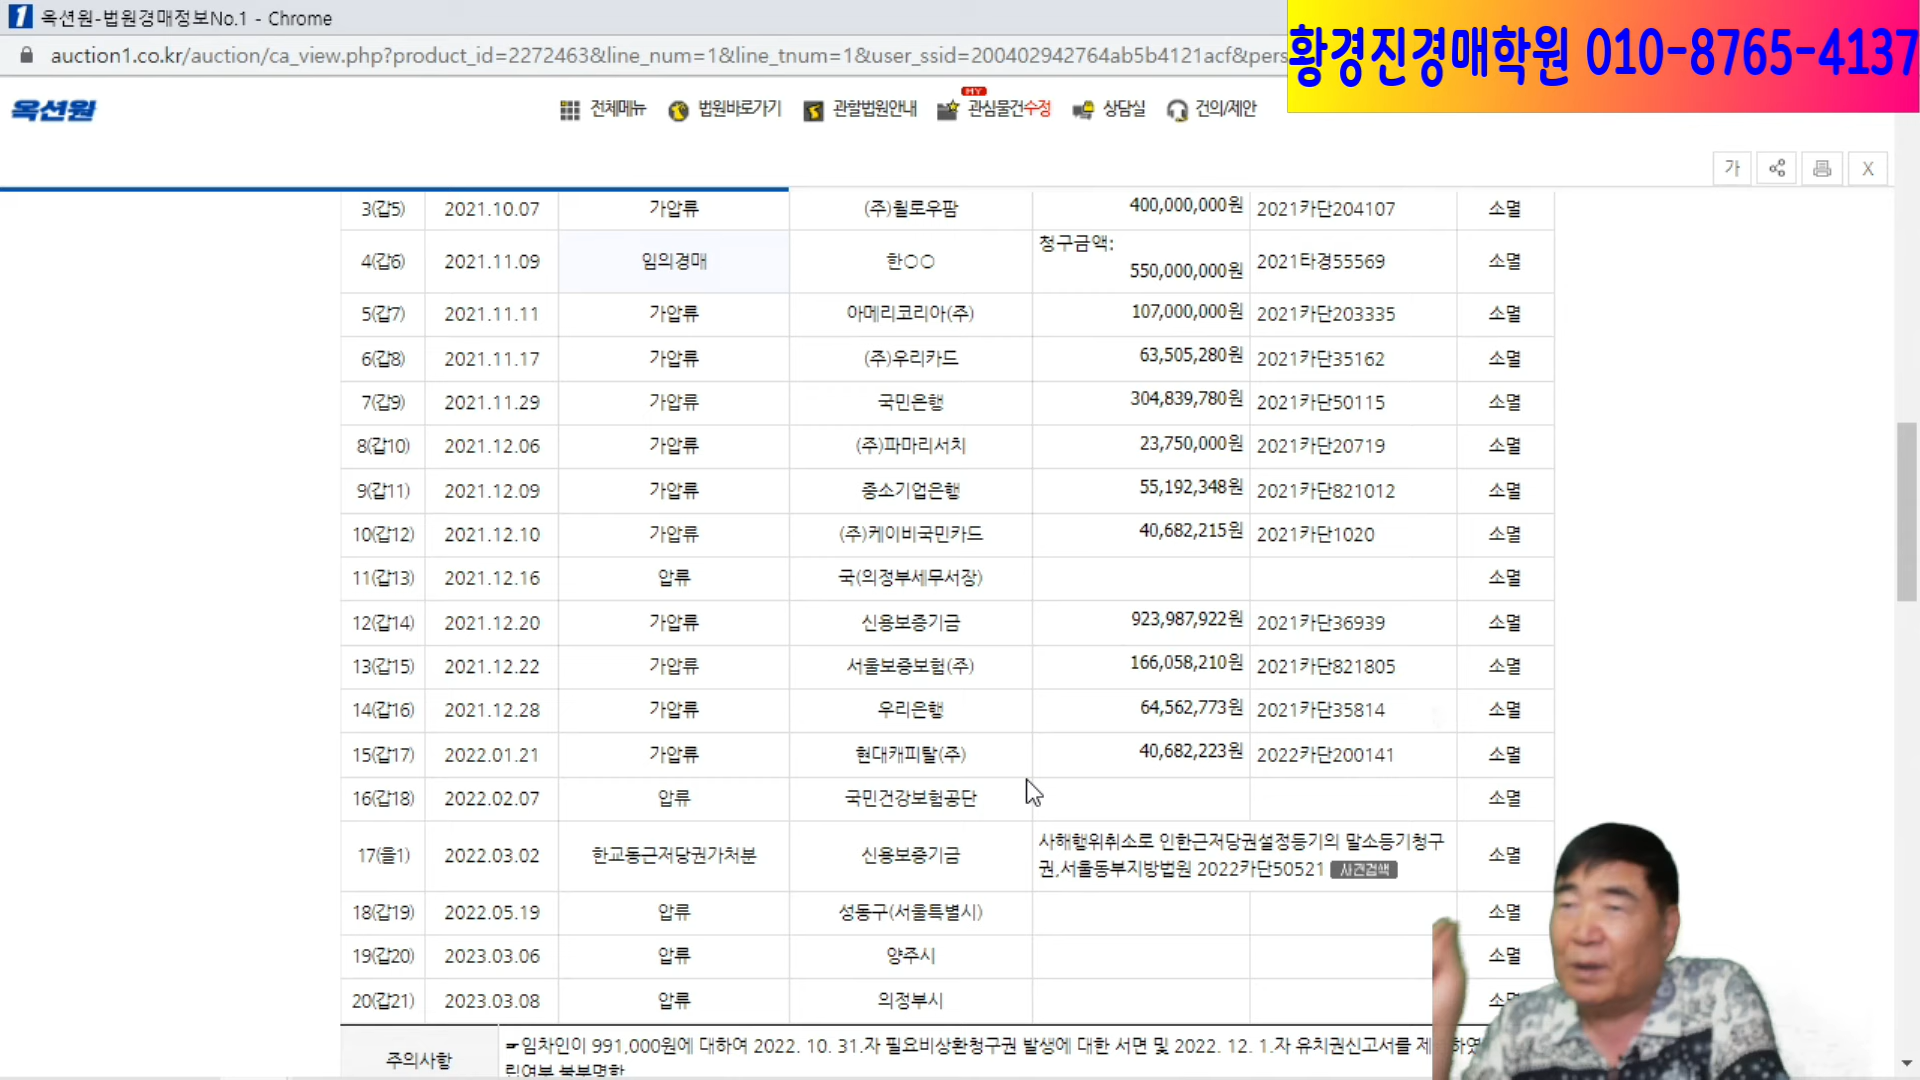 옥션원-법원경매정보No.1 - Chrome
auction1.co.kr/auction/ca_view.php?product_id=2272463&line_num=1&line_tnum=1&user_ssid=200402942764ab5b4121acf&pers
황경진경매학원 010-8765-4137
옥션원
전체메뉴 법원바로가기 관할법원안내 MY 관심물건수정 상담실 건의/제안
가 X
3(갑5) 2021.10.07 가압류 (주)윌로우팜 400,000,000원 2021카단204107 소멸
4(갑6) 2021.11.09 임의경매 한○○ 청구금액: 550,000,000원 2021타경55569 소멸
5(갑7) 2021.11.11 가압류 아메리코리아(주) 107,000,000원 2021카단203335 소멸
6(갑8) 2021.11.17 가압류 (주)우리카드 63,505,280원 2021카단35162 소멸
7(갑9) 2021.11.29 가압류 국민은행 304,839,780원 2021카단50115 소멸
8(갑10) 2021.12.06 가압류 (주)파마리서치 23,750,000원 2021카단20719 소멸
9(갑11) 2021.12.09 가압류 중소기업은행 55,192,348원 2021카단821012 소멸
10(갑12) 2021.12.10 가압류 (주)케이비국민카드 40,682,215원 2021카단1020 소멸
11(갑13) 2021.12.16 압류 국(의정부세무서장) 소멸
12(갑14) 2021.12.20 가압류 신용보증기금 923,987,922원 2021카단36939 소멸
13(갑15) 2021.12.22 가압류 서울보증보험(주) 166,058,210원 2021카단821805 소멸
14(갑16) 2021.12.28 가압류 우리은행 64,562,773원 2021카단35814 소멸
15(갑17) 2022.01.21 가압류 현대캐피탈(주) 40,682,223원 2022카단200141 소멸
16(갑18) 2022.02.07 압류 국민건강보험공단 소멸
17(을1) 2022.03.02 한교동근저당권가처분 신용보증기금 사해행위취소로 인한근저당권설정등기의 말소등기청구
권,서울동부지방법원 2022카단50521 사건검색 소멸
18(갑19) 2022.05.19 압류 성동구(서울특별시) 소멸
19(갑20) 2023.03.06 압류 양주시 소멸
20(갑21) 2023.03.08 압류 의정부시
주의사항 ☞임차인이 991,000원에 대하여 2022. 10. 31.자 필요비상환청구권 발생에 대한 서면 및 2022. 12. 1.자 유치권신고서를